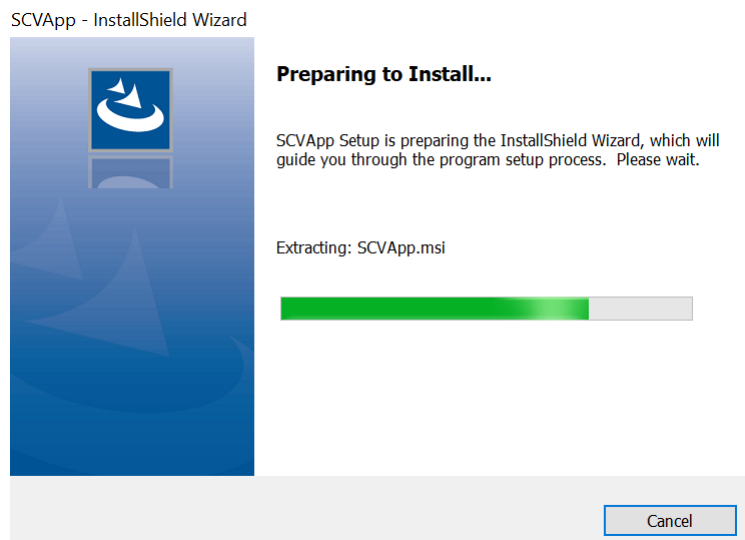 SCVApp - InstallShield Wizard
Preparing to Install...
SCVApp Setup is preparing the InstallShield Wizard, which will
guide you through the program setup process.  Please wait.
Extracting: SCVApp.msi
Cancel